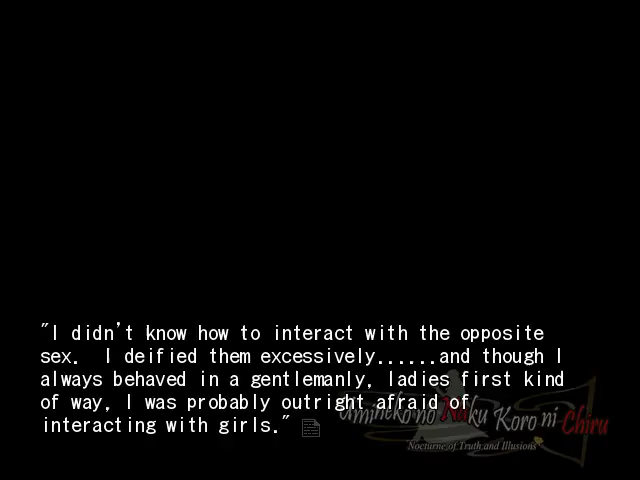 "I didn't know how to interact with the opposite
sex.  I deified them excessively......and though I
always behaved in a gentlemanly, ladies first kind
of way, I was probably outright afraid of
interacting with girls."
Umineko no Naku Koro ni Chiru
Nocturne of Truth and Illusions